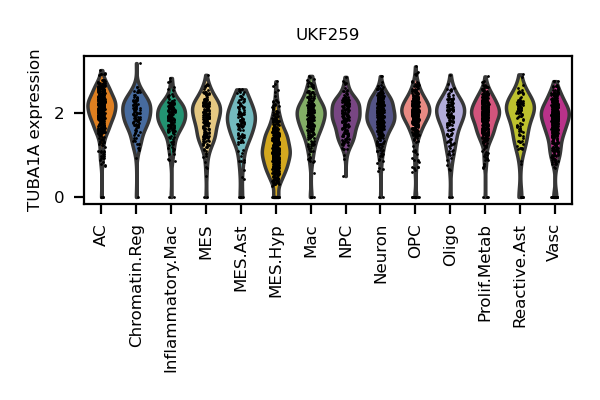 UKF259
TUBA1A expression
2
0
AC
Chromatin.Reg
Inflammatory.Mac
MES
MES.Ast
MES.Hyp
Mac
NPC
Neuron
OPC
Oligo
Prolif.Metab
Reactive.Ast
Vasc